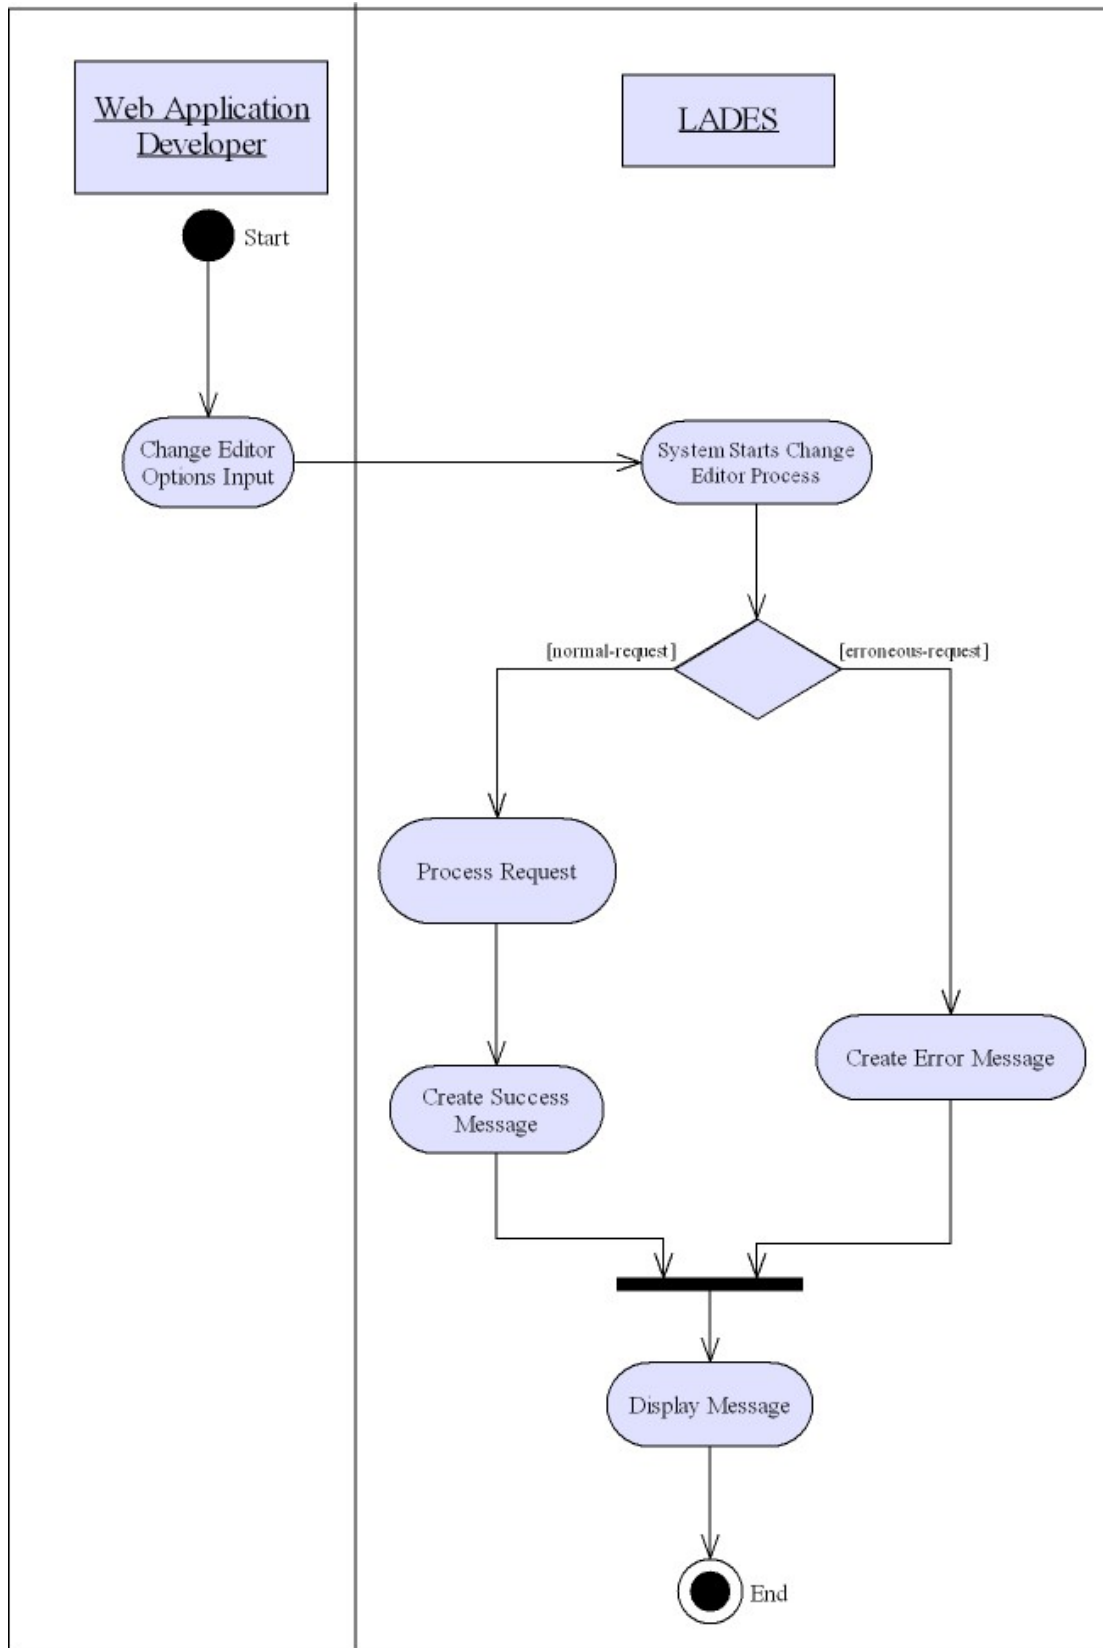 Web Application
Developer
LADES
Start
Change Editor
Options Input
System Starts Change
Editor Process
[normal-request]
[erroneous-request]
Process Request
Create Error Message
Create Success
Message
Display Message
End